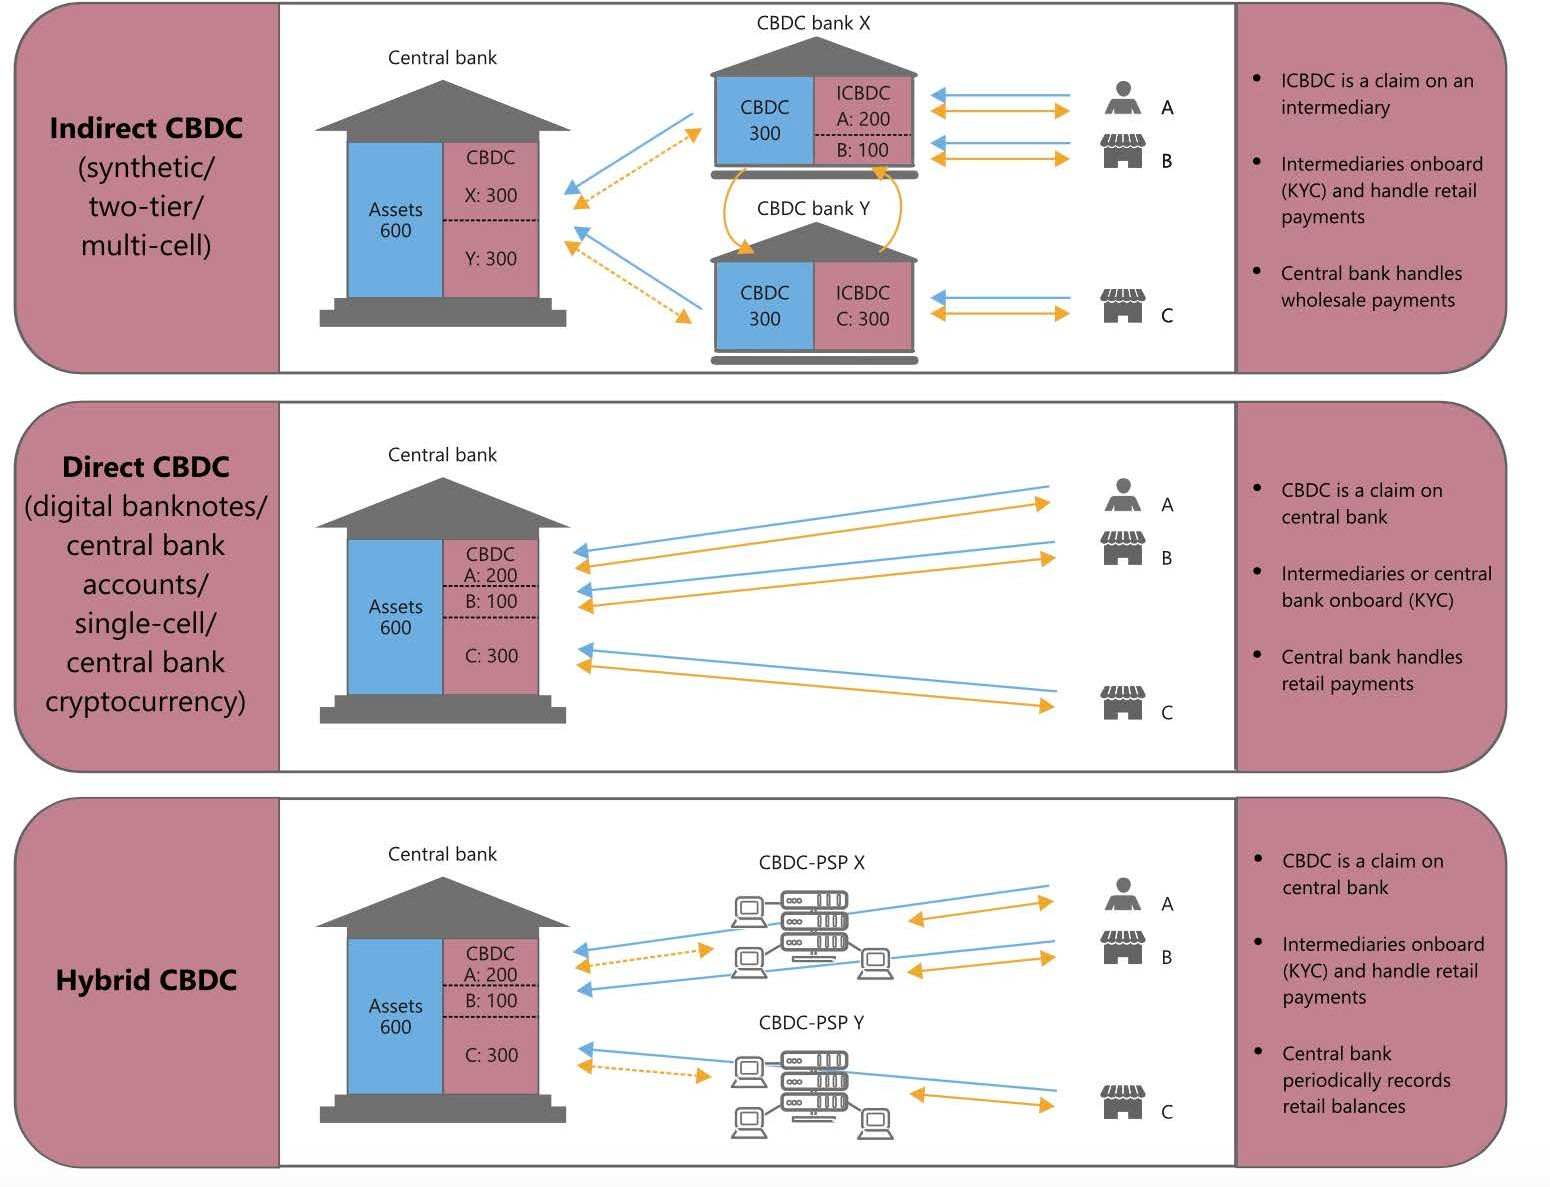 Indirect CBDC
(synthetic/
two-tier/
multi-cell)
Central bank
Assets
600
CBDC
X: 300
Y: 300
CBDC bank X
CBDC
300
ICBDC
A: 200
B: 100
CBDC bank Y
CBDC
300
ICBDC
C: 300
A
B
C
• ICBDC is a claim on an
intermediary
• Intermediaries onboard
(KYC) and handle retail
payments
• Central bank handles
wholesale payments
Direct CBDC
(digital banknotes/
central bank
accounts/
single-cell/
central bank
cryptocurrency)
Central bank
Assets
600
CBDC
A: 200
B: 100
C: 300
A
B
C
• CBDC is a claim on
central bank
• Intermediaries or central
bank onboard (KYC)
• Central bank handles
retail payments
Hybrid CBDC
Central bank
Assets
600
CBDC
A: 200
B: 100
C: 300
CBDC-PSP X
CBDC-PSP Y
A
B
C
• CBDC is a claim on
central bank
• Intermediaries onboard
(KYC) and handle retail
payments
• Central bank
periodically records
retail balances